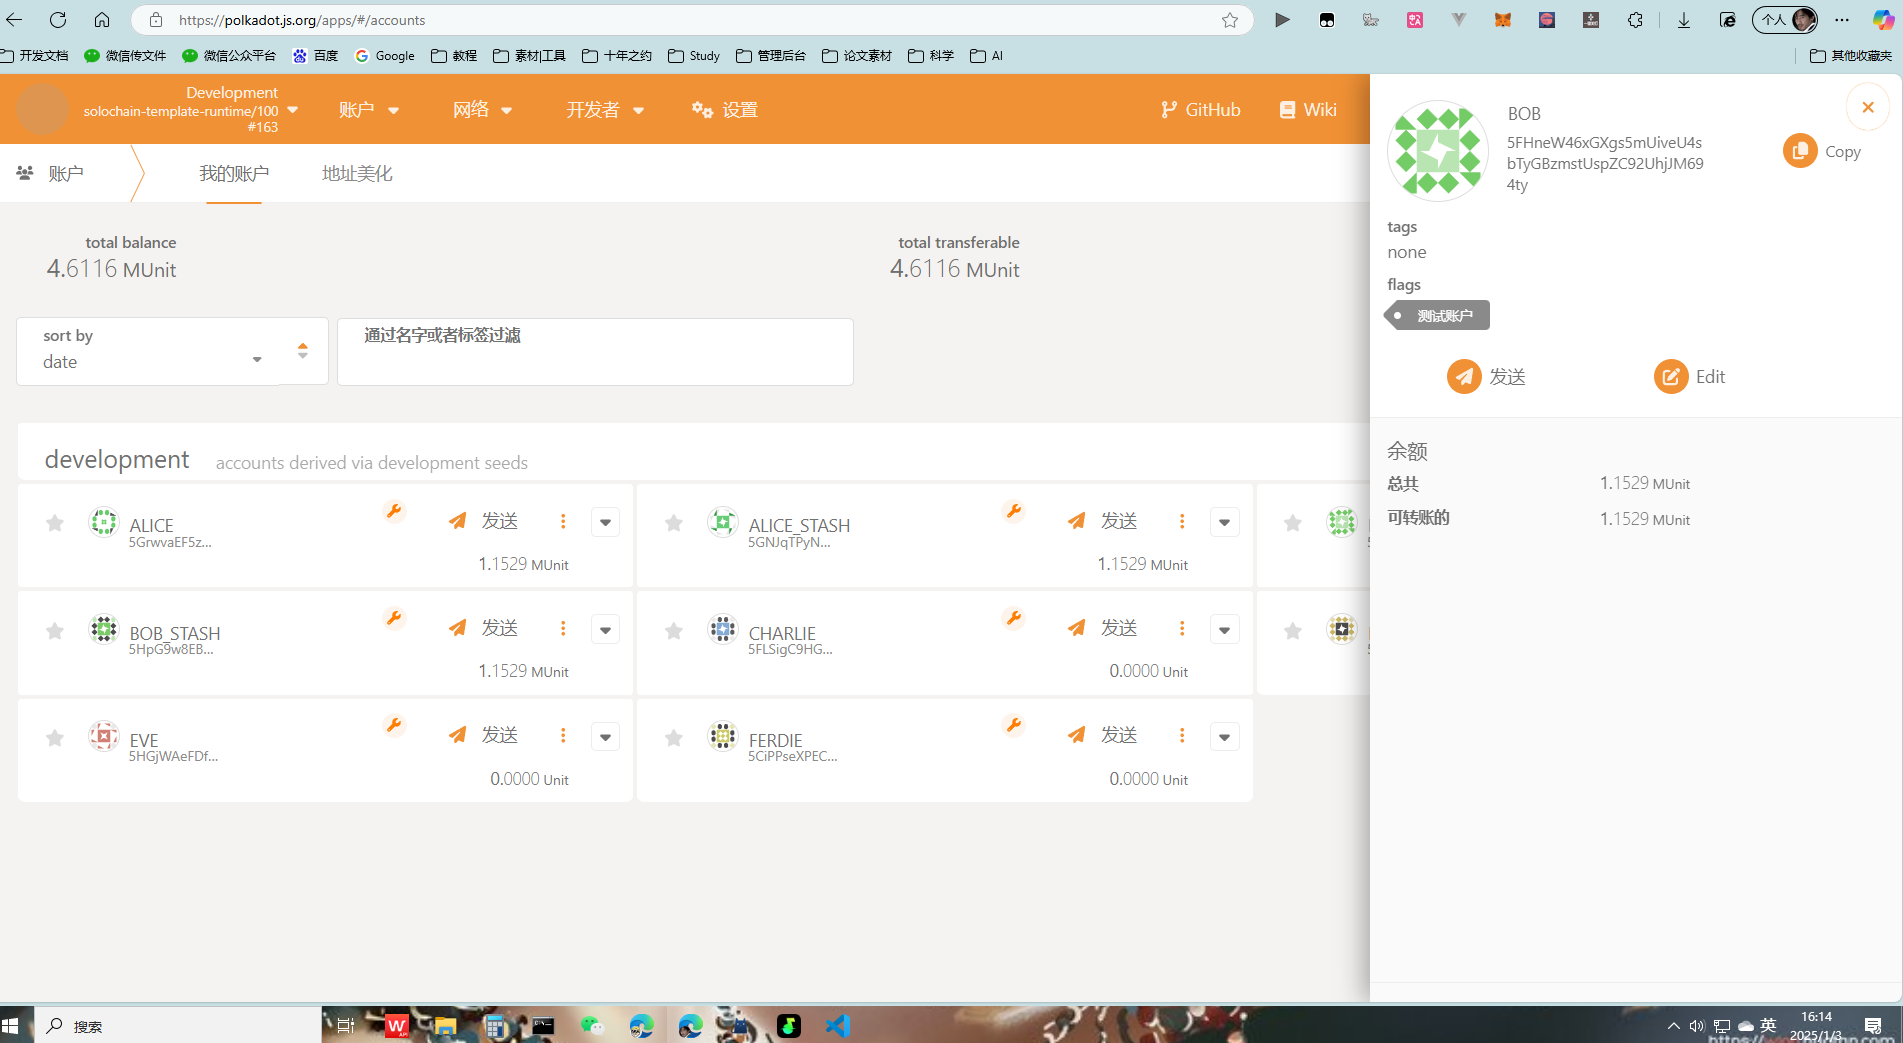 https://polkadot.js.org/apps/#/accounts
个人
开发文档
微信传文件
微信公众平台
百度
Google
教程
素材|工具
十年之约
Study
管理后台
论文素材
科学
AI
其他收藏夹
Development
solochain-template-runtime/100
#163
账户
网络
开发者
设置
GitHub
Wiki
账户
我的账户
地址美化
total balance
4.6116 MUnit
total transferable
4.6116 MUnit
sort by
date
通过名字或者标签过滤
development
accounts derived via development seeds
ALICE
5GrwvaEF5z...
发送
1.1529 MUnit
ALICE_STASH
5GNJqTPyN...
发送
1.1529 MUnit
BOB_STASH
5HpG9w8EB...
发送
1.1529 MUnit
CHARLIE
5FLSigC9HG...
发送
0.0000 Unit
EVE
5HGjWAeFDf...
发送
0.0000 Unit
FERDIE
5CiPPseXPEC...
发送
0.0000 Unit
BOB
5FHneW46xGXgs5mUiveU4s
bTyGBzmstUspZC92UhjJM69
4ty
Copy
tags
none
flags
测试账户
发送
Edit
余额
总共
1.1529 MUnit
可转账的
1.1529 MUnit
搜索
英
16:14
2025/1/3